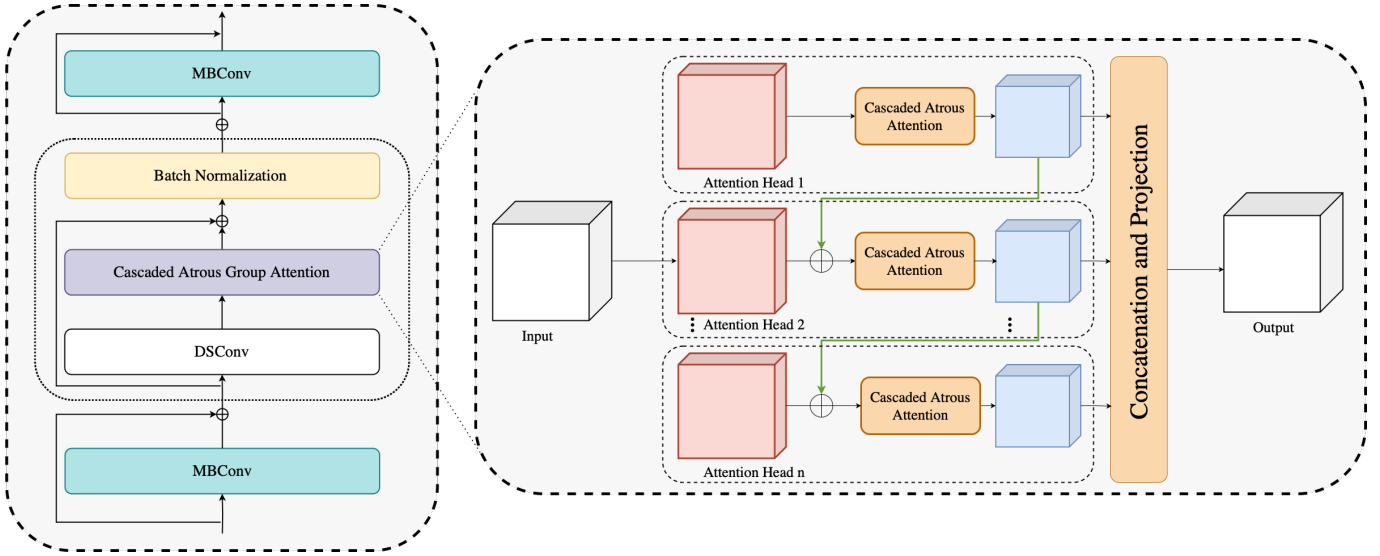 MBConv
Batch Normalization
Cascaded Atrous Group Attention
DSConv
MBConv
Input
Cascaded Atrous
Attention
Attention Head 1
Cascaded Atrous
Attention
Attention Head 2
Cascaded Atrous
Attention
Attention Head n
Concatenation and Projection
Output